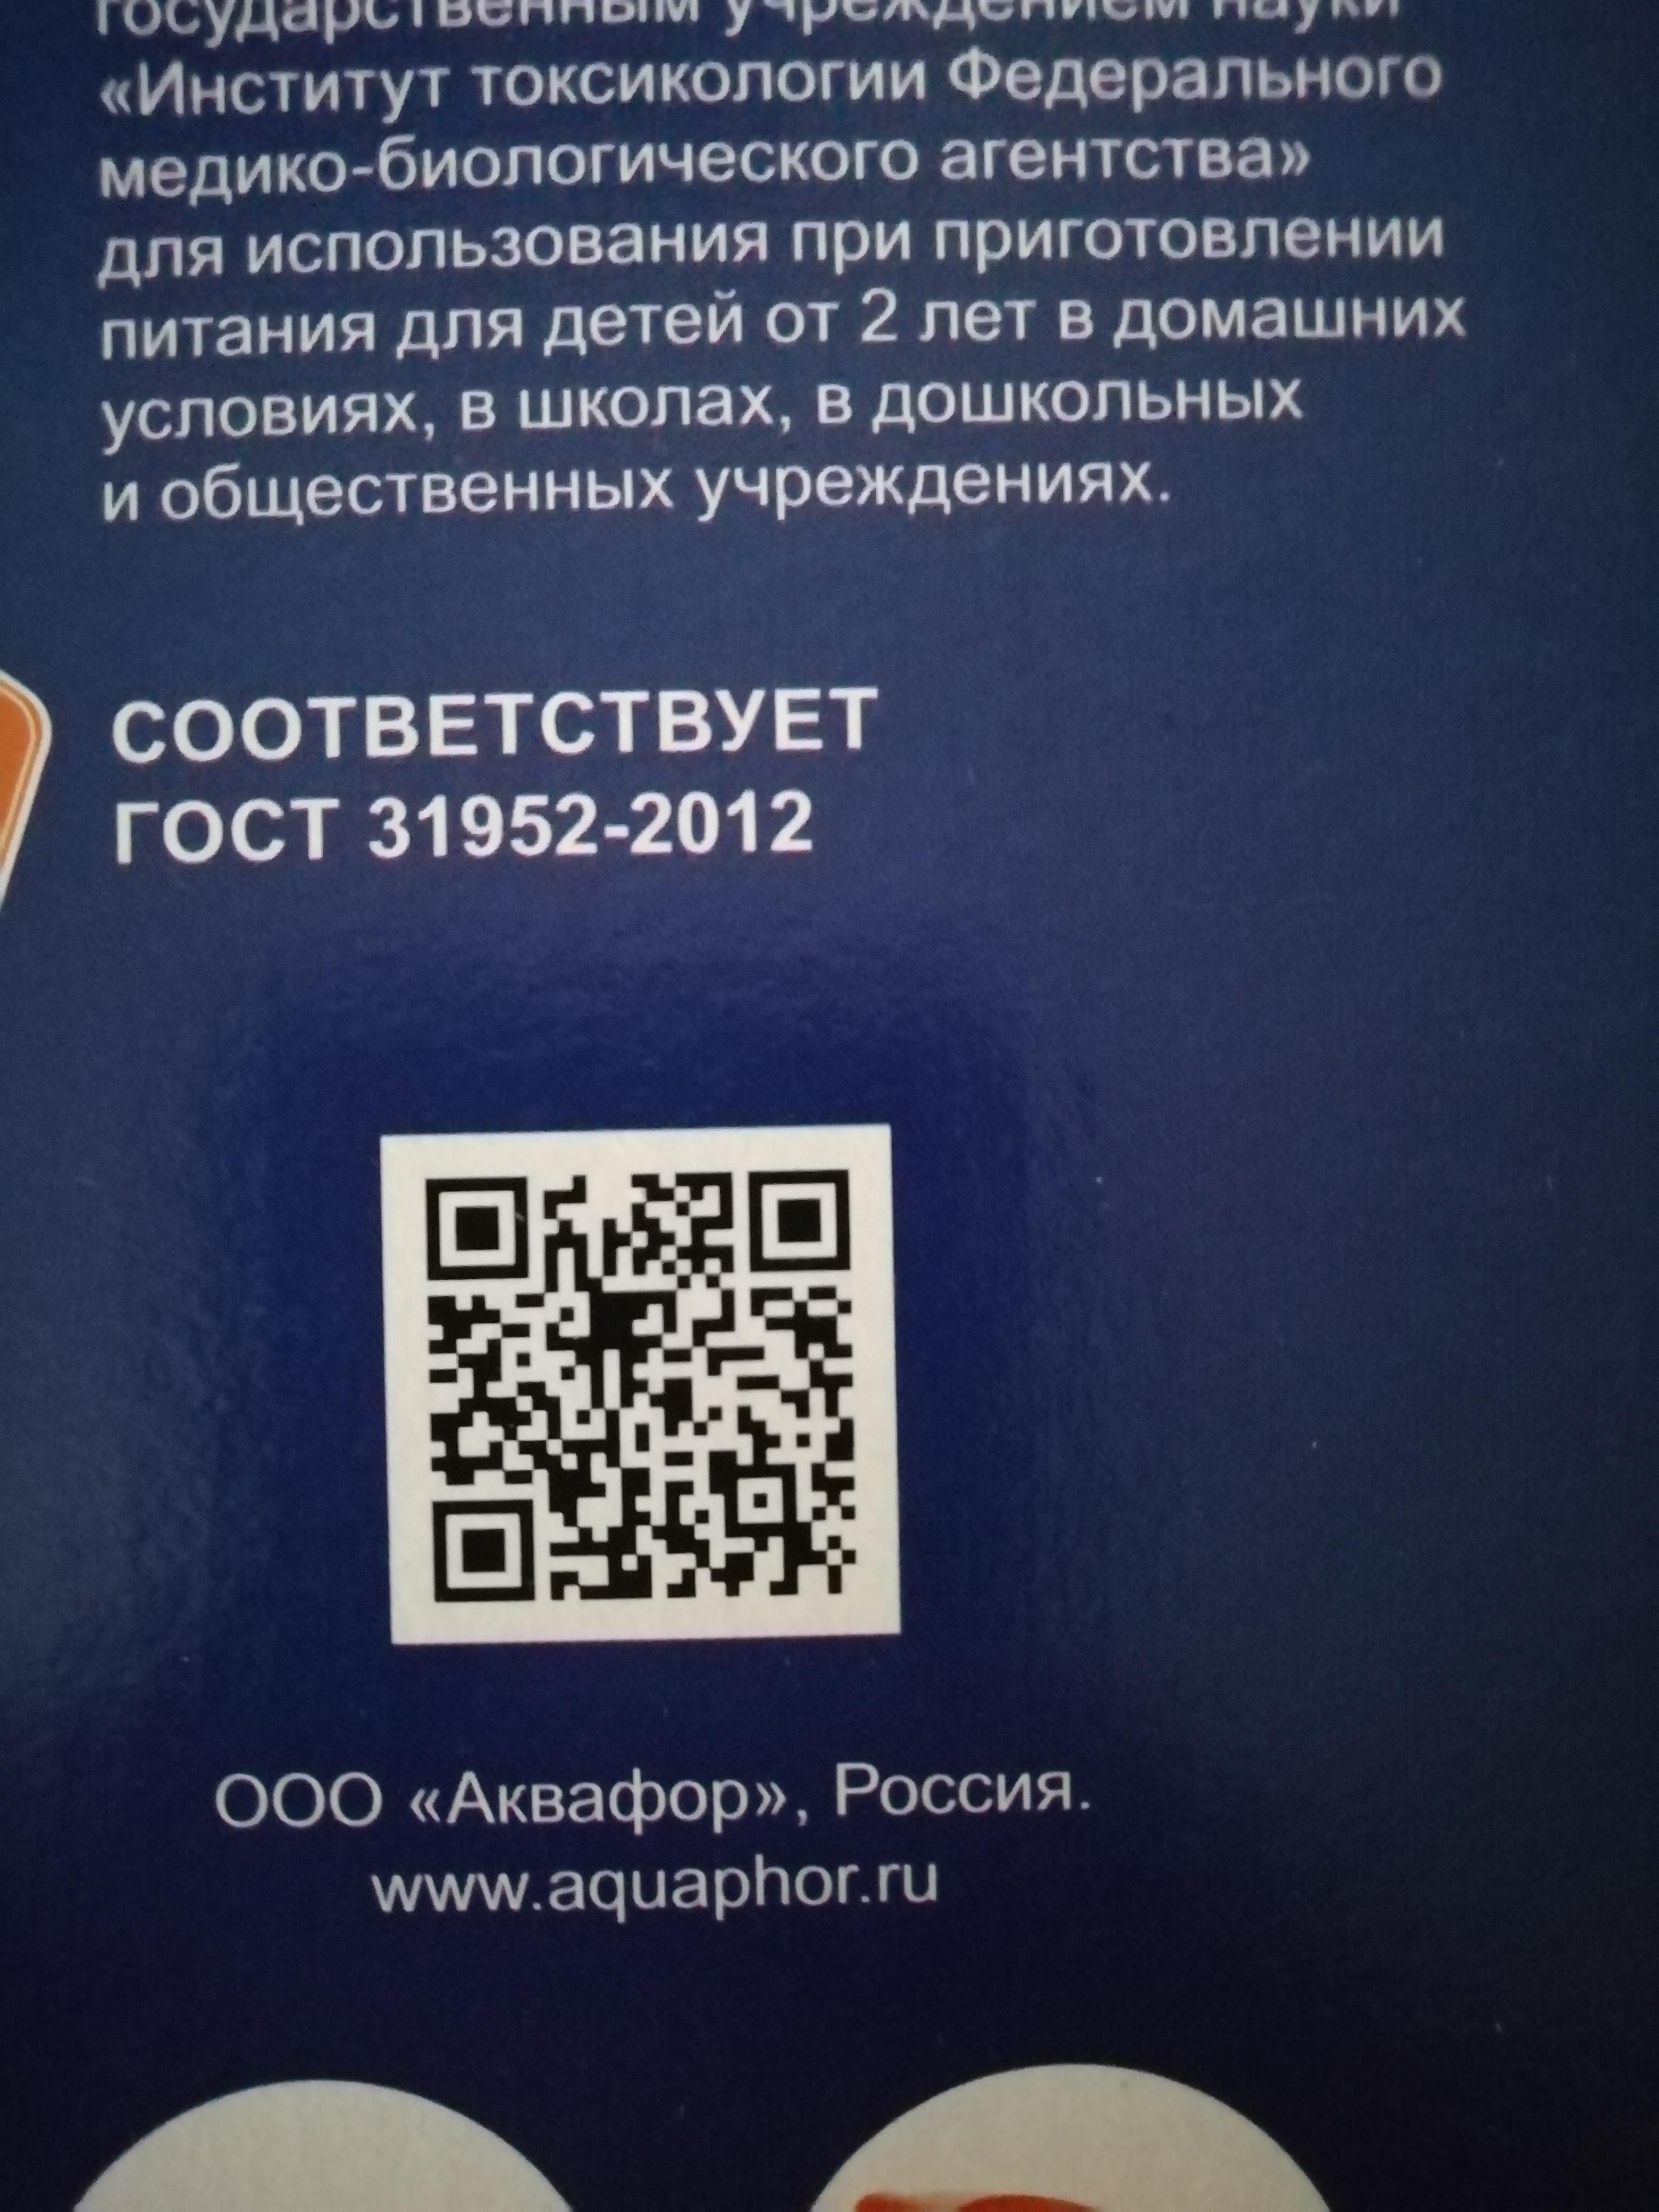 государственным учреждением науки
«Институт токсикологии Федерального
медико-биологического агентства»
для использования при приготовлении
питания для детей от 2 лет в домашних
условиях, в школах, в дошкольных
и общественных учреждениях.
СООТВЕТСТВУЕТ
ГОСТ 31952-2012
ООО «Аквафор», Россия.
www.aquaphor.ru